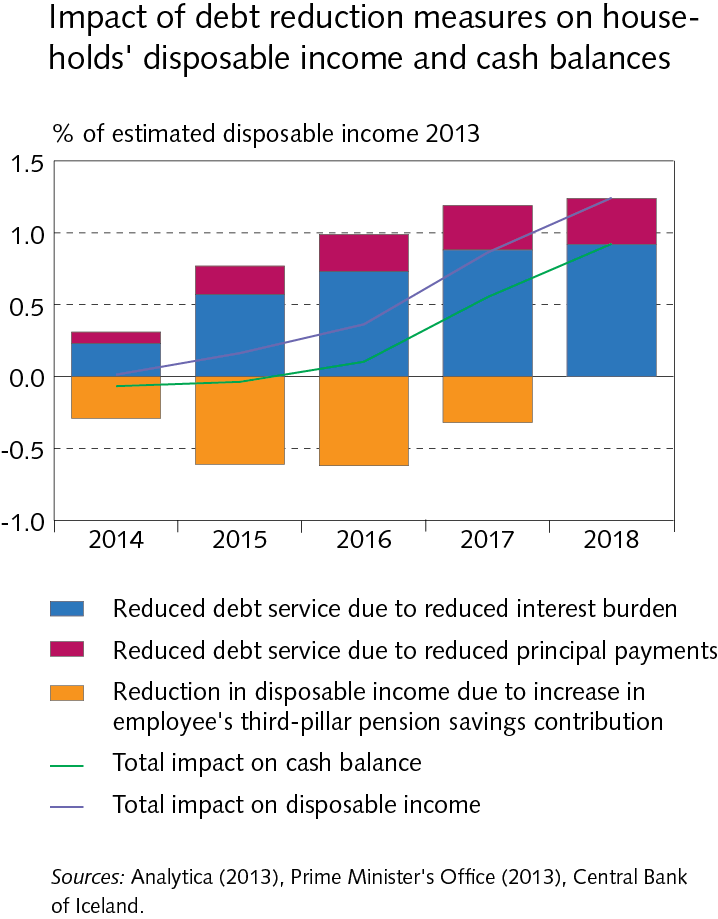 Impact of debt reduction measures on house-
holds' disposable income and cash balances
% of estimated disposable income 2013
1.5
1.0
0.5
0.0
-0.5
-1.0
2014 2015 2016 2017 2018
Reduced debt service due to reduced interest burden
Reduced debt service due to reduced principal payments
Reduction in disposable income due to increase in
employee's third-pillar pension savings contribution
Total impact on cash balance
Total impact on disposable income
Sources: Analytica (2013), Prime Minister's Office (2013), Central Bank
of Iceland.